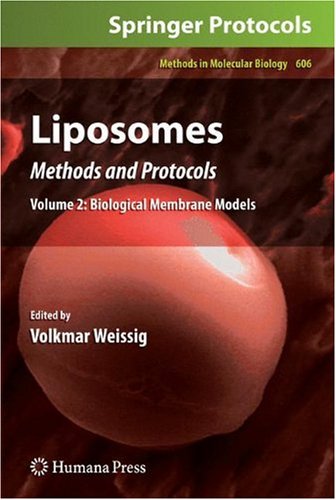 Springer Protocols
Methods in Molecular Biology 606
Liposomes
Methods and Protocols
Volume 2: Biological Membrane Models
Edited by
Volkmar Weissig
Humana Press